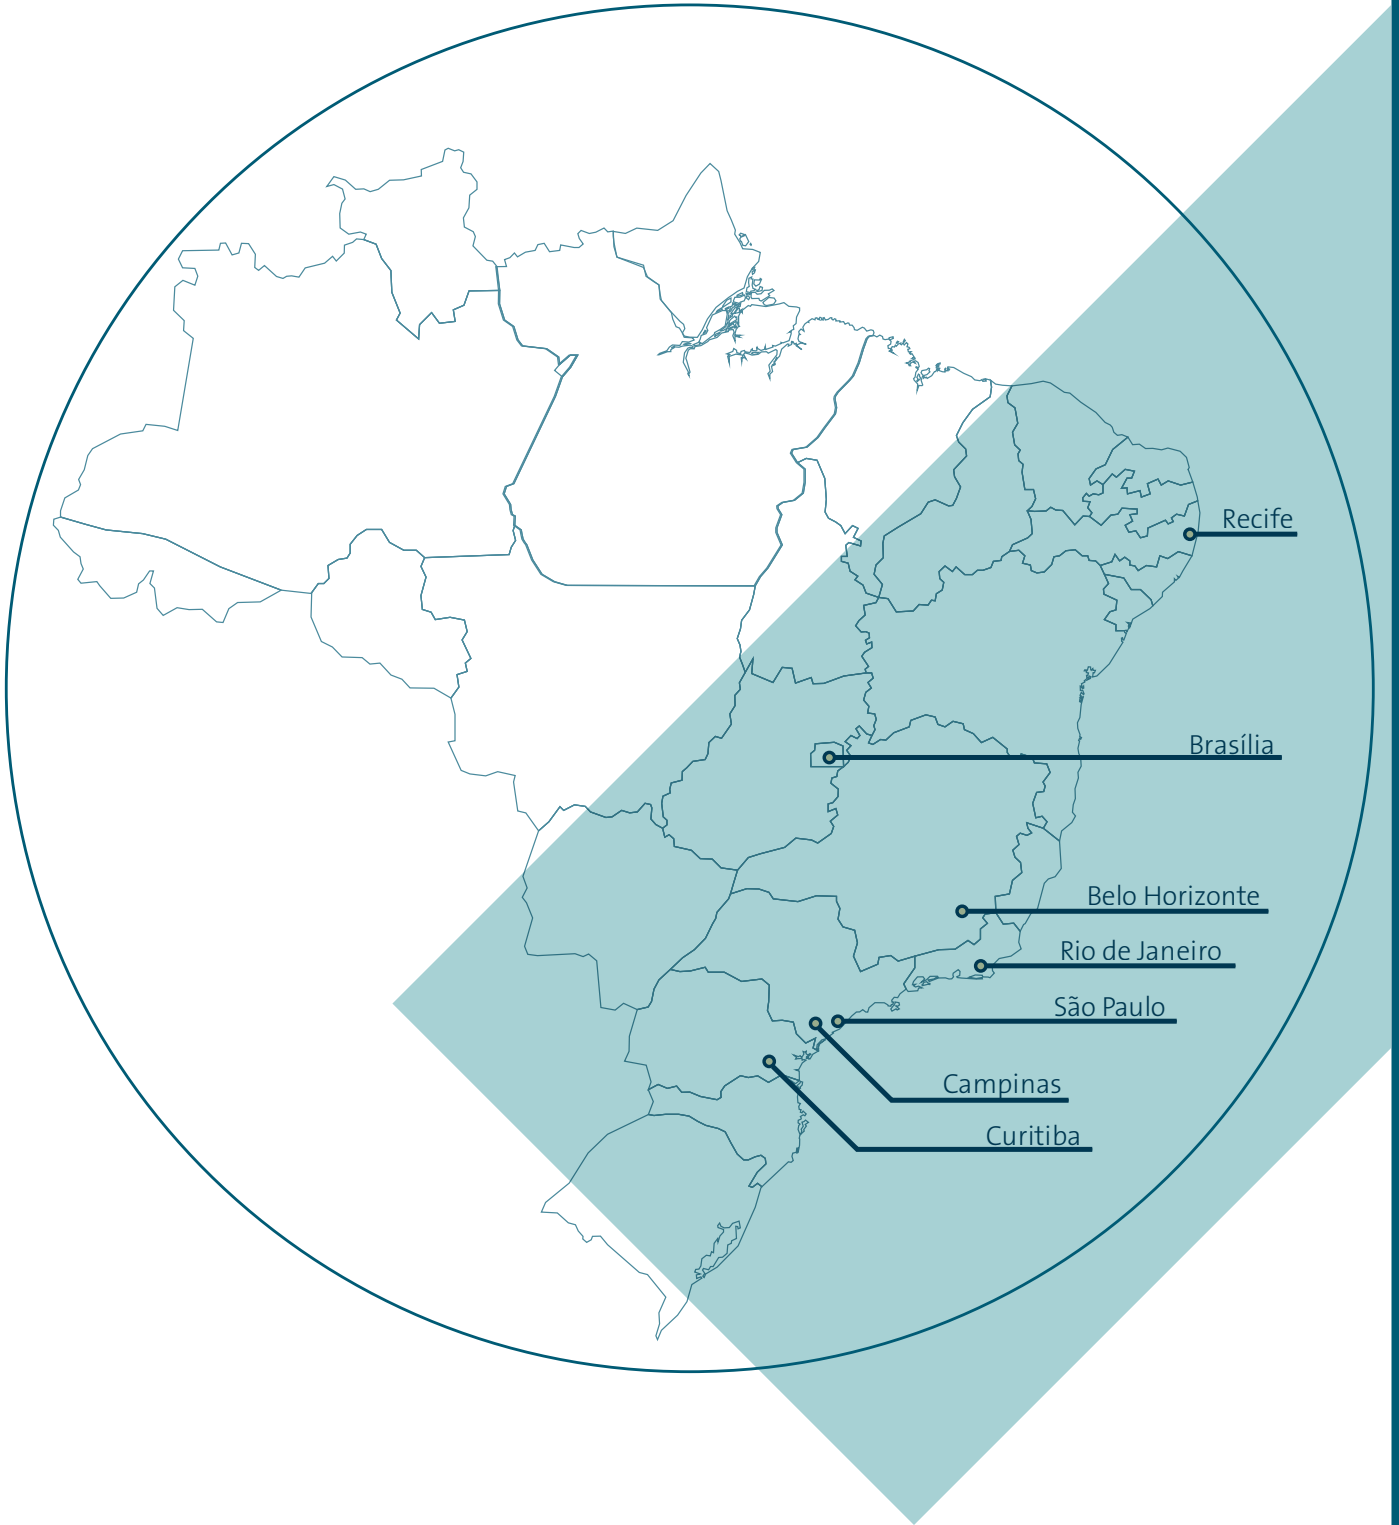 Recife
Brasília
Belo Horizonte
Rio de Janeiro
São Paulo
Campinas
Curitiba